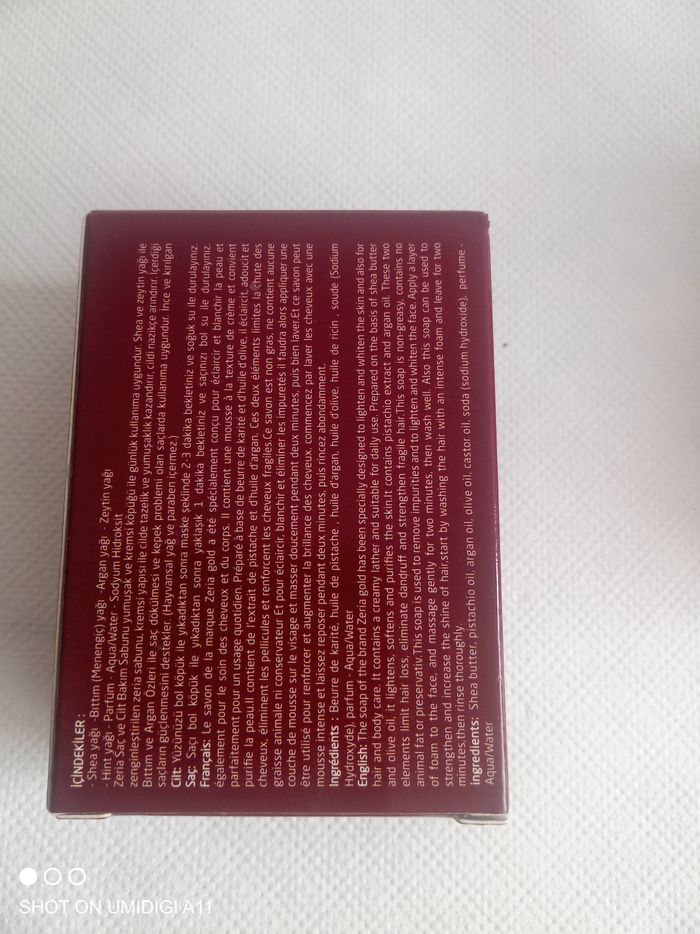 İÇİNDEKİLER :
- Shea yağı -Bıttım (Menengiç) yağı -Argan yağı - Zeytin yağı
- Hint yağı - Parfüm - Aqua/Water - Sodyum Hidroksit
Zeria Saç ve Cilt Bakım Sabunu yumuşak ve kremsi köpüğü ile günlük kullanıma uygundur. Shea ve zeytin yağı ile
zenginleştirilen zeria sabunu, kremsi yapısı ile cilde tazelik ve yumuşaklık kazandırır, cildi nazikçe arındırır. İçerdiği
Bıttım ve Argan Özleri ile saç dökülmesi ve kepek problemi olan saçlarda kullanıma uygundur. İnce ve kırılgan
saçların güçlenmesini destekler. (Hayvansal yağ ve paraben içermez.)
Cilt: Yüzünüzü bol köpük ile yıkadıktan sonra maske şeklinde 2-3 dakika bekletiniz ve soğuk su ile durulayınız.
Saç: Saçı bol köpük ile yıkadıktan sonra yaklaşık 1 dakika bekletiniz ve saçınızı bol su ile durulayınız.
Français: Le savon de la marque Zeria gold a été spécialement conçu pour éclaircir et blanchir la peau et
également pour le soin des cheveux et du corps. Il contient une mousse à la texture de crème et convient
parfaitement pour un usage quotidien. Préparé à base de beurre de karité et d'huile d'olive, il éclaircit, adoucit et
purifie la peau.Il contient de l'extrait de pistache et d'huile d'argan. Ces deux éléments limites la chute des
cheveux, éliminent les pellicules et renforcent les cheveux fragiles.Ce savon est non gras, ne contient aucune
graisse animale ni conservateur Et pour éclaircir, blanchir et éliminer les impuretés il faudra alors appliquer une
couche de mousse sur le visage et masser doucement pendant deux minutes, puis bien laver.Et ce savon peut
être utilisé pour renforcer et augmenter la brillance des cheveux, commencez par laver les cheveux avec une
mousse intense et laissez reposer pendant deux minutes, puis rincez abondamment.
Ingrédients : Beurre de karité, huile de pistache , huile d'argan, huile d'olive, huile de ricin , soude (Sodium
Hydroxyde), parfum - Aqua/Water
English: The soap of the brand Zeria gold has been specially designed to lighten and whiten the skin and also for
hair and body care. It contains a creamy lather and suitable for daily use. Prepared on the basis of shea butter
and olive oil, it lightens, softens and purifies the skin.It contains pistachio extract and argan oil. These two
elements limit hair loss, eliminate dandruff and strengthen fragile hair.This soap is non-greasy, contains no
animal fat or preservativ.This soap is used to remove impurities and to lighten and whiten the face.Apply a layer
of foam to the face, and massage gently for two minutes, then wash well. Also this soap can be used to
strengthen and increase the shine of hair,start by washing the hair with an intense foam and leave for two
minutes,then rinse thoroughly.
ingredients: Shea butter, pistachio oil, argan oil, olive oil, castor oil, soda (sodium hydroxide), perfume -
Aqua/Water
SHOT ON UMIDIGI A11